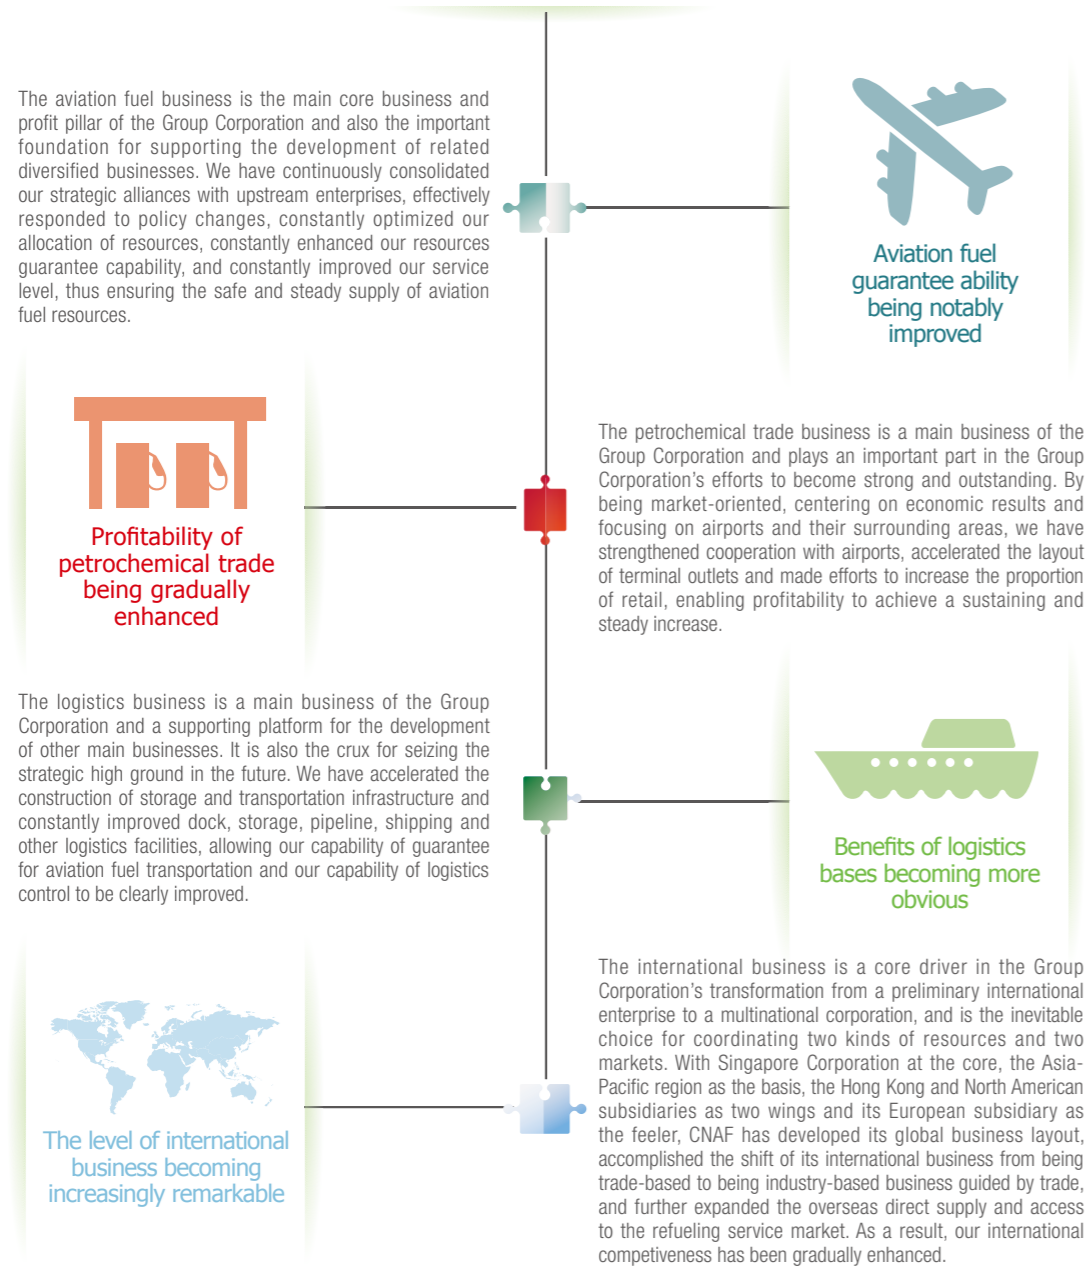 The aviation fuel business is the main core business and
profit pillar of the Group Corporation and also the important
foundation for supporting the development of related
diversified businesses. We have continuously consolidated
our strategic alliances with upstream enterprises, effectively
responded to policy changes, constantly optimized our
allocation of resources, constantly enhanced our resources
guarantee capability, and constantly improved our service
level, thus ensuring the safe and steady supply of aviation
fuel resources.
Aviation fuel
guarantee ability
being notably
improved
Profitability of
petrochemical trade
being gradually
enhanced
The petrochemical trade business is a main business of the
Group Corporation and plays an important part in the Group
Corporation's efforts to become strong and outstanding. By
being market-oriented, centering on economic results and
focusing on airports and their surrounding areas, we have
strengthened cooperation with airports, accelerated the layout
of terminal outlets and made efforts to increase the proportion
of retail, enabling profitability to achieve a sustaining and
steady increase.
The logistics business is a main business of the Group
Corporation and a supporting platform for the development
of other main businesses. It is also the crux for seizing the
strategic high ground in the future. We have accelerated the
construction of storage and transportation infrastructure and
constantly improved dock, storage, pipeline, shipping and
other logistics facilities, allowing our capability of guarantee
for aviation fuel transportation and our capability of logistics
control to be clearly improved.
Benefits of logistics
bases becoming more
obvious
The level of international
business becoming
increasingly remarkable
The international business is a core driver in the Group
Corporation's transformation from a preliminary international
enterprise to a multinational corporation, and is the inevitable
choice for coordinating two kinds of resources and two
markets. With Singapore Corporation at the core, the Asia-
Pacific region as the basis, the Hong Kong and North American
subsidiaries as two wings and its European subsidiary as
the feeler, CNAF has developed its global business layout,
accomplished the shift of its international business from being
trade-based to being industry-based business guided by trade,
and further expanded the overseas direct supply and access
to the refueling service market. As a result, our international
competiveness has been gradually enhanced.